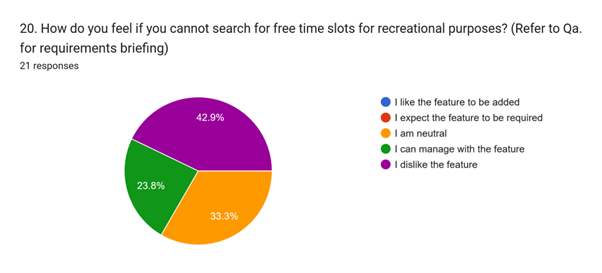 20. How do you feel if you cannot search for free time slots for recreational purposes? (Refer to Qa.
for requirements briefing)
21 responses
42.9%
23.8%
33.3%
I like the feature to be added
I expect the feature to be required
I am neutral
I can manage with the feature
I dislike the feature